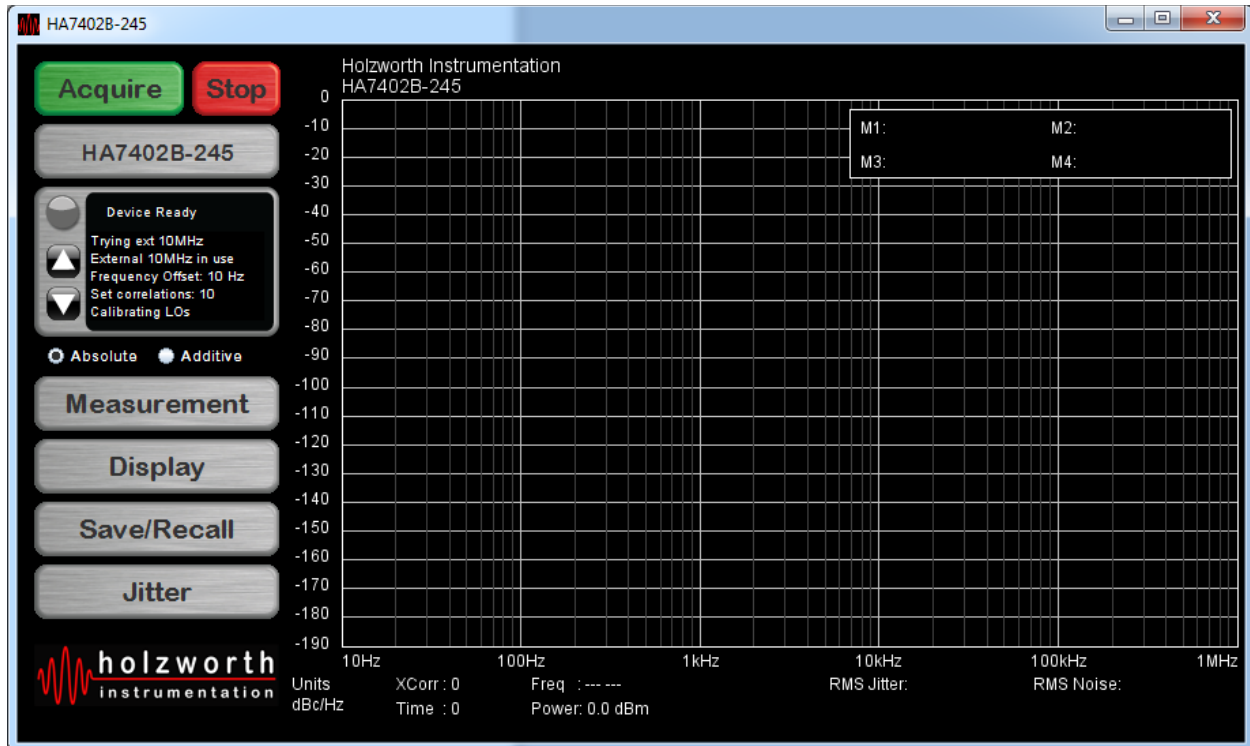 HA7402B-245
Acquire
Stop
HA7402B-245
Device Ready
Trying ext 10MHz
External 10MHz in use
Frequency Offset: 10 Hz
Set correlations: 10
Calibrating LOs
Absolute
Additive
Measurement
Display
Save/Recall
Jitter
holzworth
instrumentation
Holzworth Instrumentation
HA7402B-245
M1:
M2:
M3:
M4:
0
-10
-20
-30
-40
-50
-60
-70
-80
-90
-100
-110
-120
-130
-140
-150
-160
-170
-180
-190
10Hz 100Hz 1kHz 10kHz 100kHz 1MHz
Units XCorr : 0 Freq : --- --- RMS Jitter: RMS Noise:
dBc/Hz Time : 0 Power: 0.0 dBm